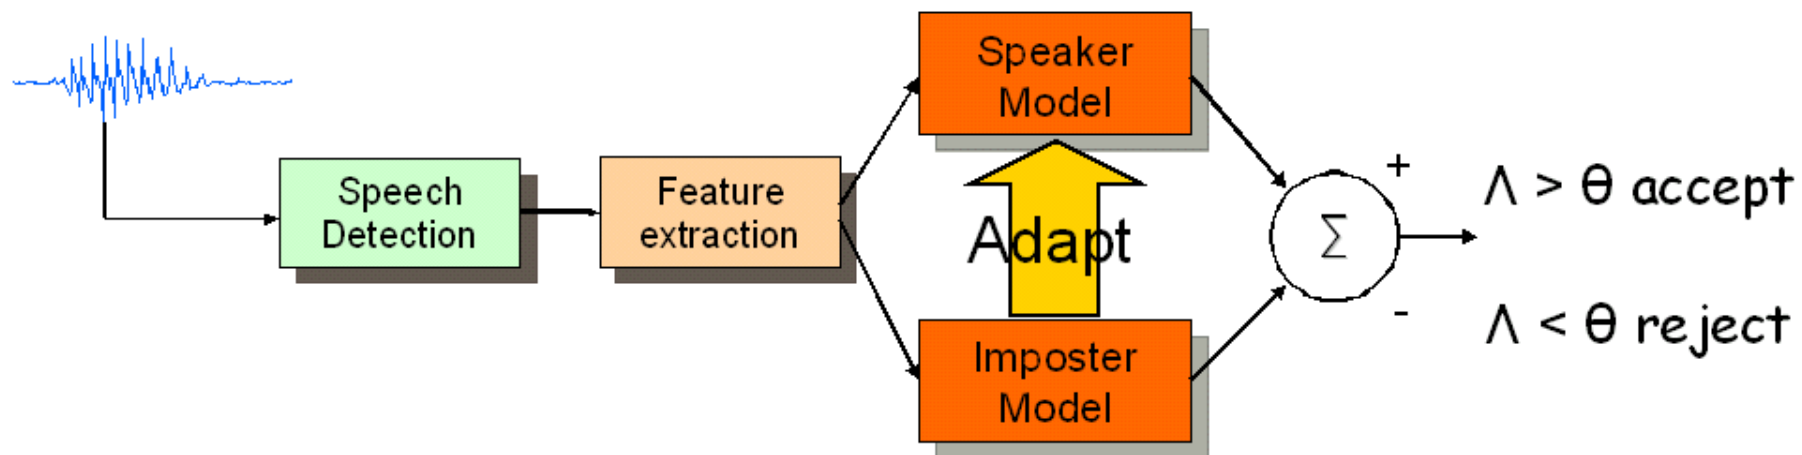 Speech
Detection
Feature
extraction
Speaker
Model
Adapt
Imposter
Model
Σ
+
-
Λ > θ accept
Λ < θ reject